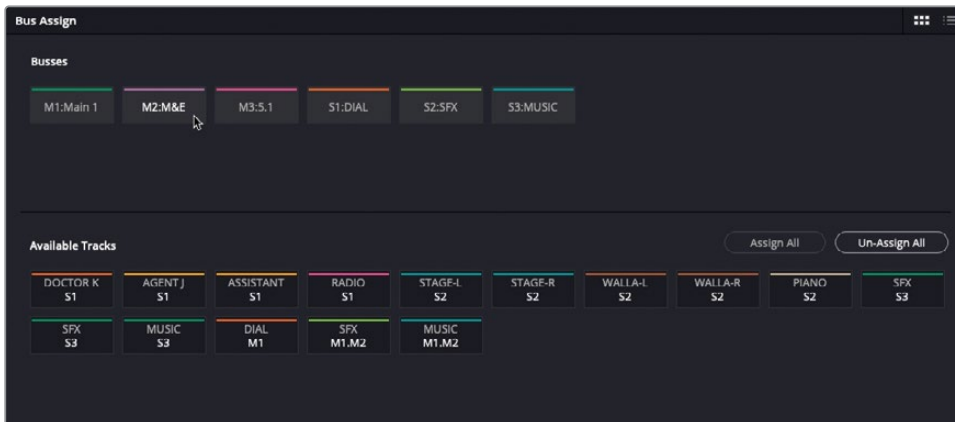 Bus Assign
Busses
M1:Main 1 M2:M&E M3:5.1 S1:DIAL S2:SFX S3:MUSIC
Available Tracks Assign All Un-Assign All
DOCTOR K AGENT J ASSISTANT RADIO STAGE-L STAGE-R WALLA-L WALLA-R PIANO SFX
S1 S1 S1 S1 S2 S2 S2 S2 S2 S3
SFX MUSIC DIAL SFX MUSIC
S3 S3 M1 M1.M2 M1.M2